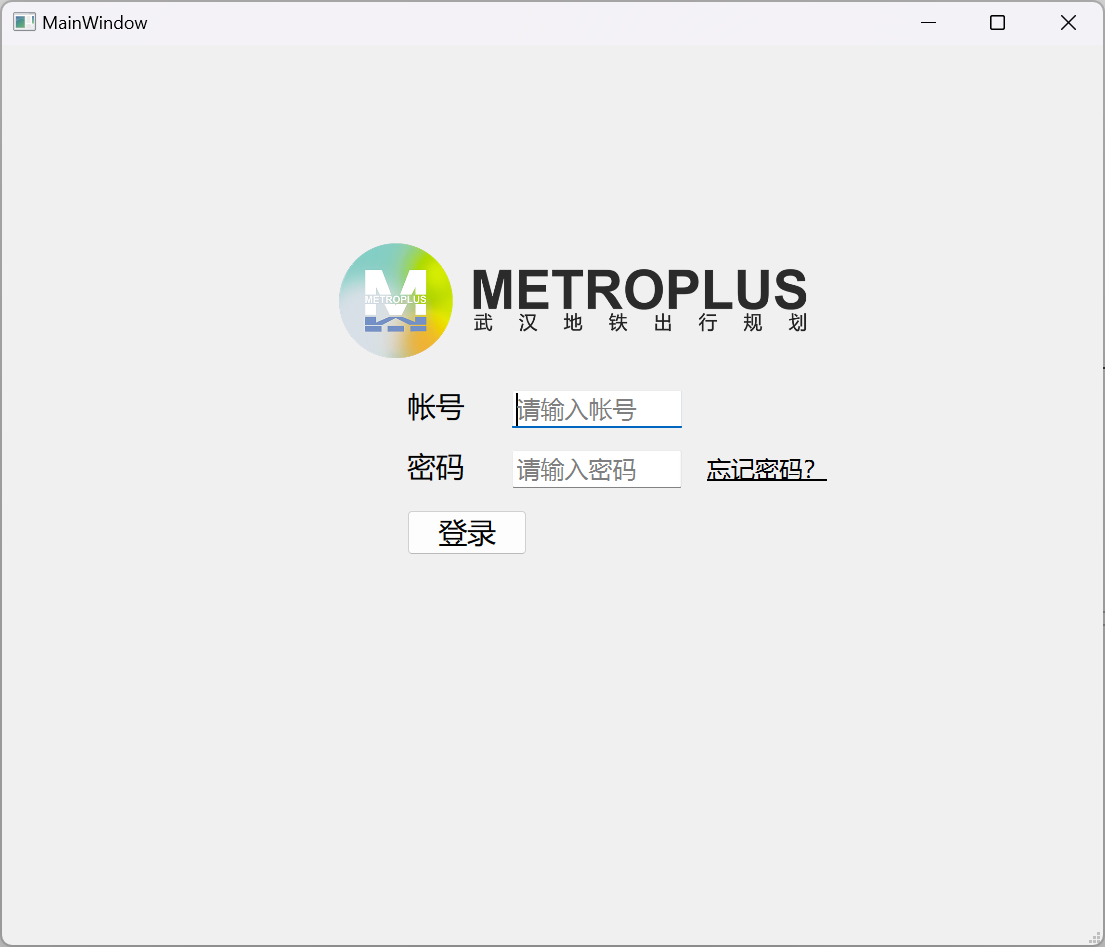 MainWindow
METROPLUS
METROPLUS
武汉地铁出行规划
帐号 请输入帐号
密码 请输入密码 忘记密码？
登录